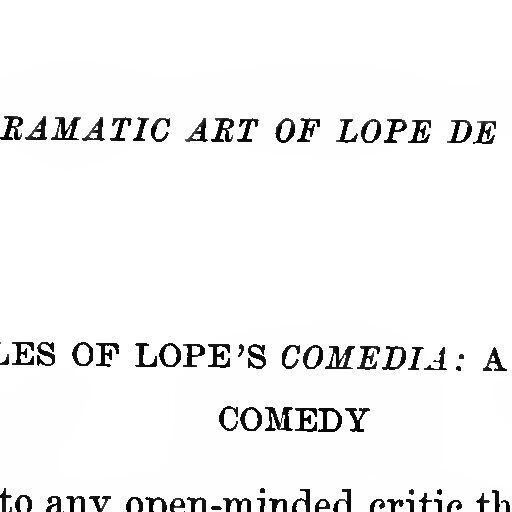 RAMATIC ART OF LOPE DE
LES OF LOPE'S COMEDIA: A
COMEDY
to any open-minded critic th